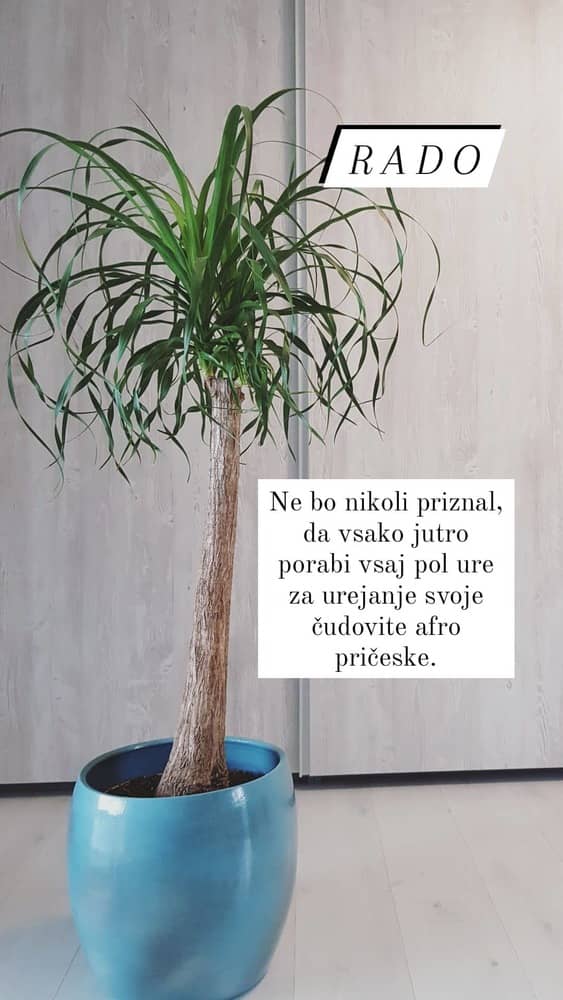 RADO
Ne bo nikoli priznal,
da vsako jutro
porabi vsaj pol ure
za urejanje svoje
čudovite afro
pričeske.